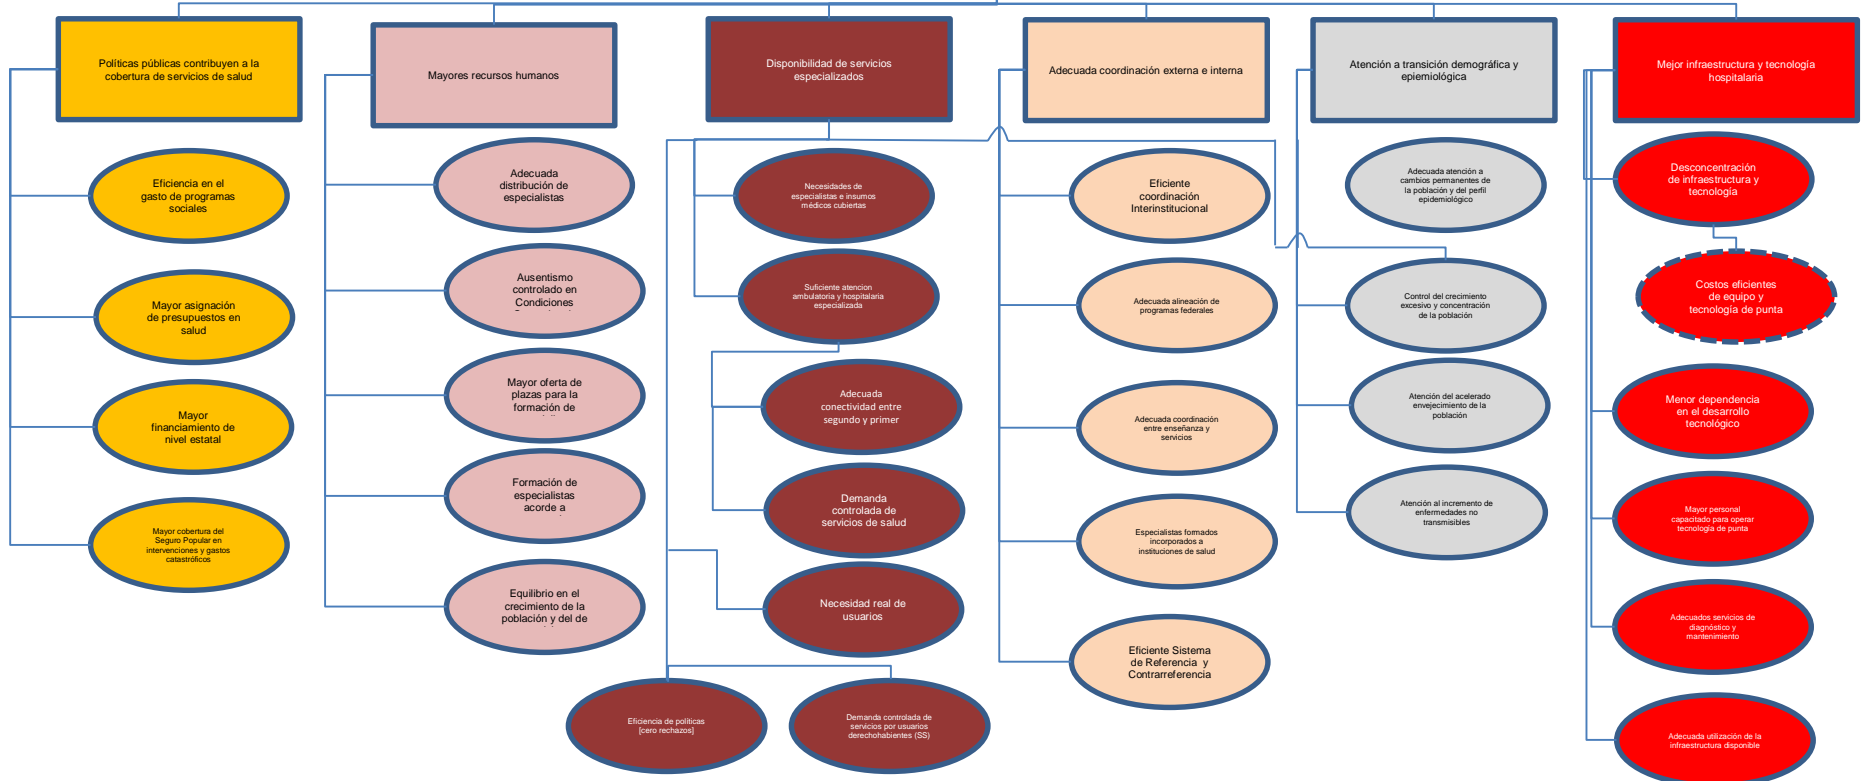 Políticas públicas contribuyen a la
cobertura de servicios de salud
Eficiencia en el
gasto de programas
sociales
Mayor asignación
de presupuestos en
salud
Mayor
financiamiento de
nivel estatal
Mayor cobertura del
Seguro Popular en
intervenciones y gastos
catastróficos
Mayores recursos humanos
Adecuada
distribución de
especialistas
Ausentismo
controlado en
Condiciones
Mayor oferta de
plazas para la
formación de
Formación de
especialistas
acorde a
Equilibrio en el
crecimiento de la
población y del de
Disponibilidad de servicios
especializados
Necesidades de
especialistas e insumos
médicos cubiertas
Suficiente atencion
ambulatoria y hospitalaria
especializada
Adecuada
conectividad entre
segundo y primer
Demanda
controlada de
servicios de salud
Necesidad real de
usuarios
Eficiencia de políticas
[cero rechazos]
Demanda controlada de
servicios por usuarios
derechohabientes (SS)
Adecuada coordinación externa e interna
Eficiente
coordinación
Interinstitucional
Adecuada alineación de
programas federales
Adecuada coordinación
entre enseñanza y
servicios
Especialistas formados
incorporados a
instituciones de salud
Eficiente Sistema
de Referencia y
Contrarreferencia
Atención a transición demográfica y
epiemiológica
Adecuada atención a
cambios permanentes de
la población y del perfil
epidemiológico
Control del crecimiento
excesivo y concentración
de la población
Atención del acelerado
envejecimiento de la
población
Atención al incremento de
enfermedades no
transmisibles
Mejor infraestructura y tecnología
hospitalaria
Desconcentración
de infraestructura y
tecnología
Costos eficientes
de equipo y
tecnología de punta
Menor dependencia
en el desarrollo
tecnológico
Mayor personal
capacitado para operar
tecnología de punta
Adecuados servicios de
diagnóstico y
mantenimiento
Adecuada utilización de la
infraestructura disponible